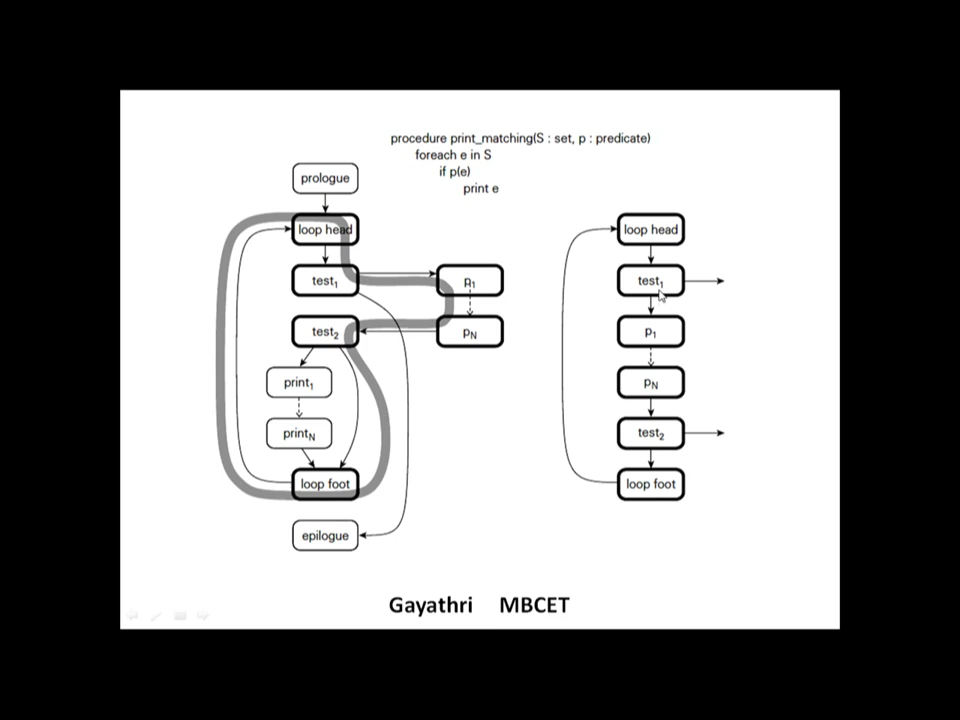 procedure print_matching(S : set, p : predicate)
foreach e in S
if p(e)
print e
prologue
loop head
test₁
p₁
test₂
pN
print₁
printN
loop foot
epilogue
loop head
test₁
p₁
pN
test₂
loop foot
Gayathri MBCET